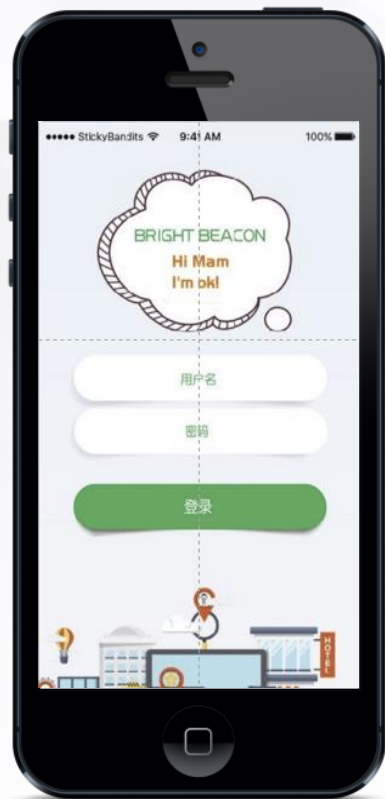 StickyBandits 9:41 AM 100%
BRIGHT BEACON
Hi Mam
I'm ok!
用户名
密码
登录
HOTEL